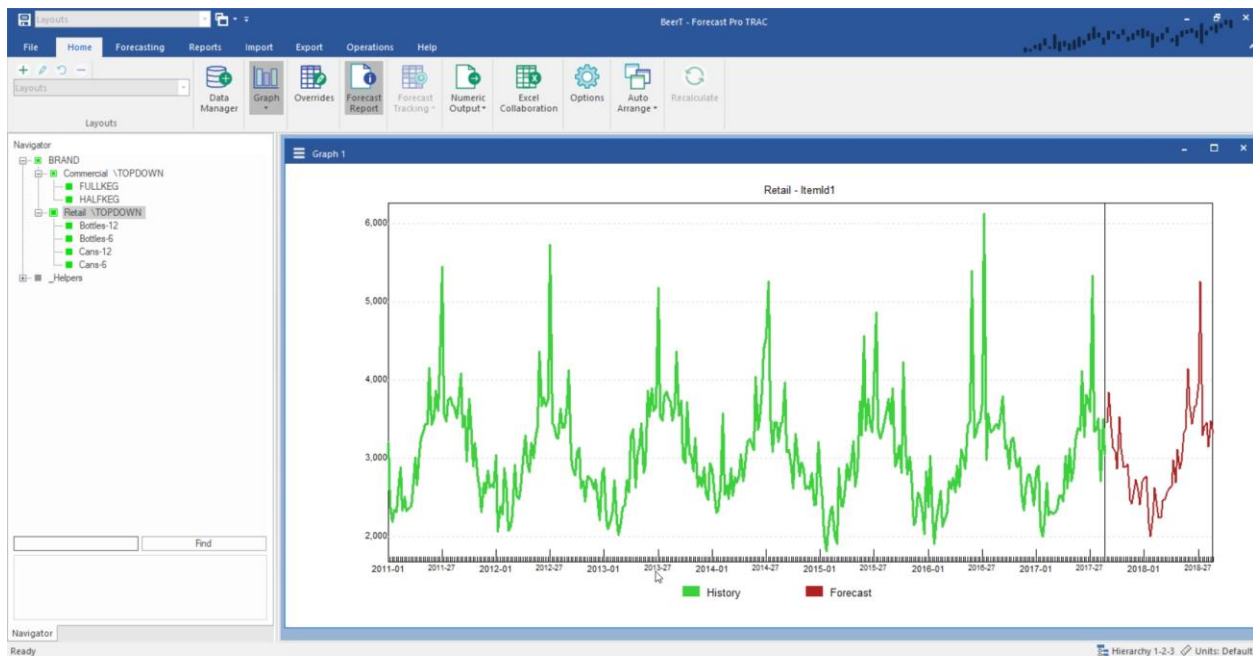 Layouts
BeerT - Forecast Pro TRAC
File Home Forecasting Reports Import Export Operations Help
Layouts
Data Manager
Graph
Overrides
Forecast Report
Forecast Tracking
Numeric Output
Excel Collaboration
Options
Auto Arrange
Recalculate
Layouts
Navigator
BRAND
Commercial \TOPDOWN
FULLKEG
HALFKEG
Retail \TOPDOWN
Bottles-12
Bottles-6
Cans-12
Cans-6
_Helpers
Find
Navigator
Ready
Graph 1
Retail - ItemId1
6,000
5,000
4,000
3,000
2,000
2011-01 2011-27 2012-01 2012-27 2013-01 2013-27 2014-01 2014-27 2015-01 2015-27 2016-01 2016-27 2017-01 2017-27 2018-01 2018-27
History Forecast
Hierarchy 1-2-3 Units: Default